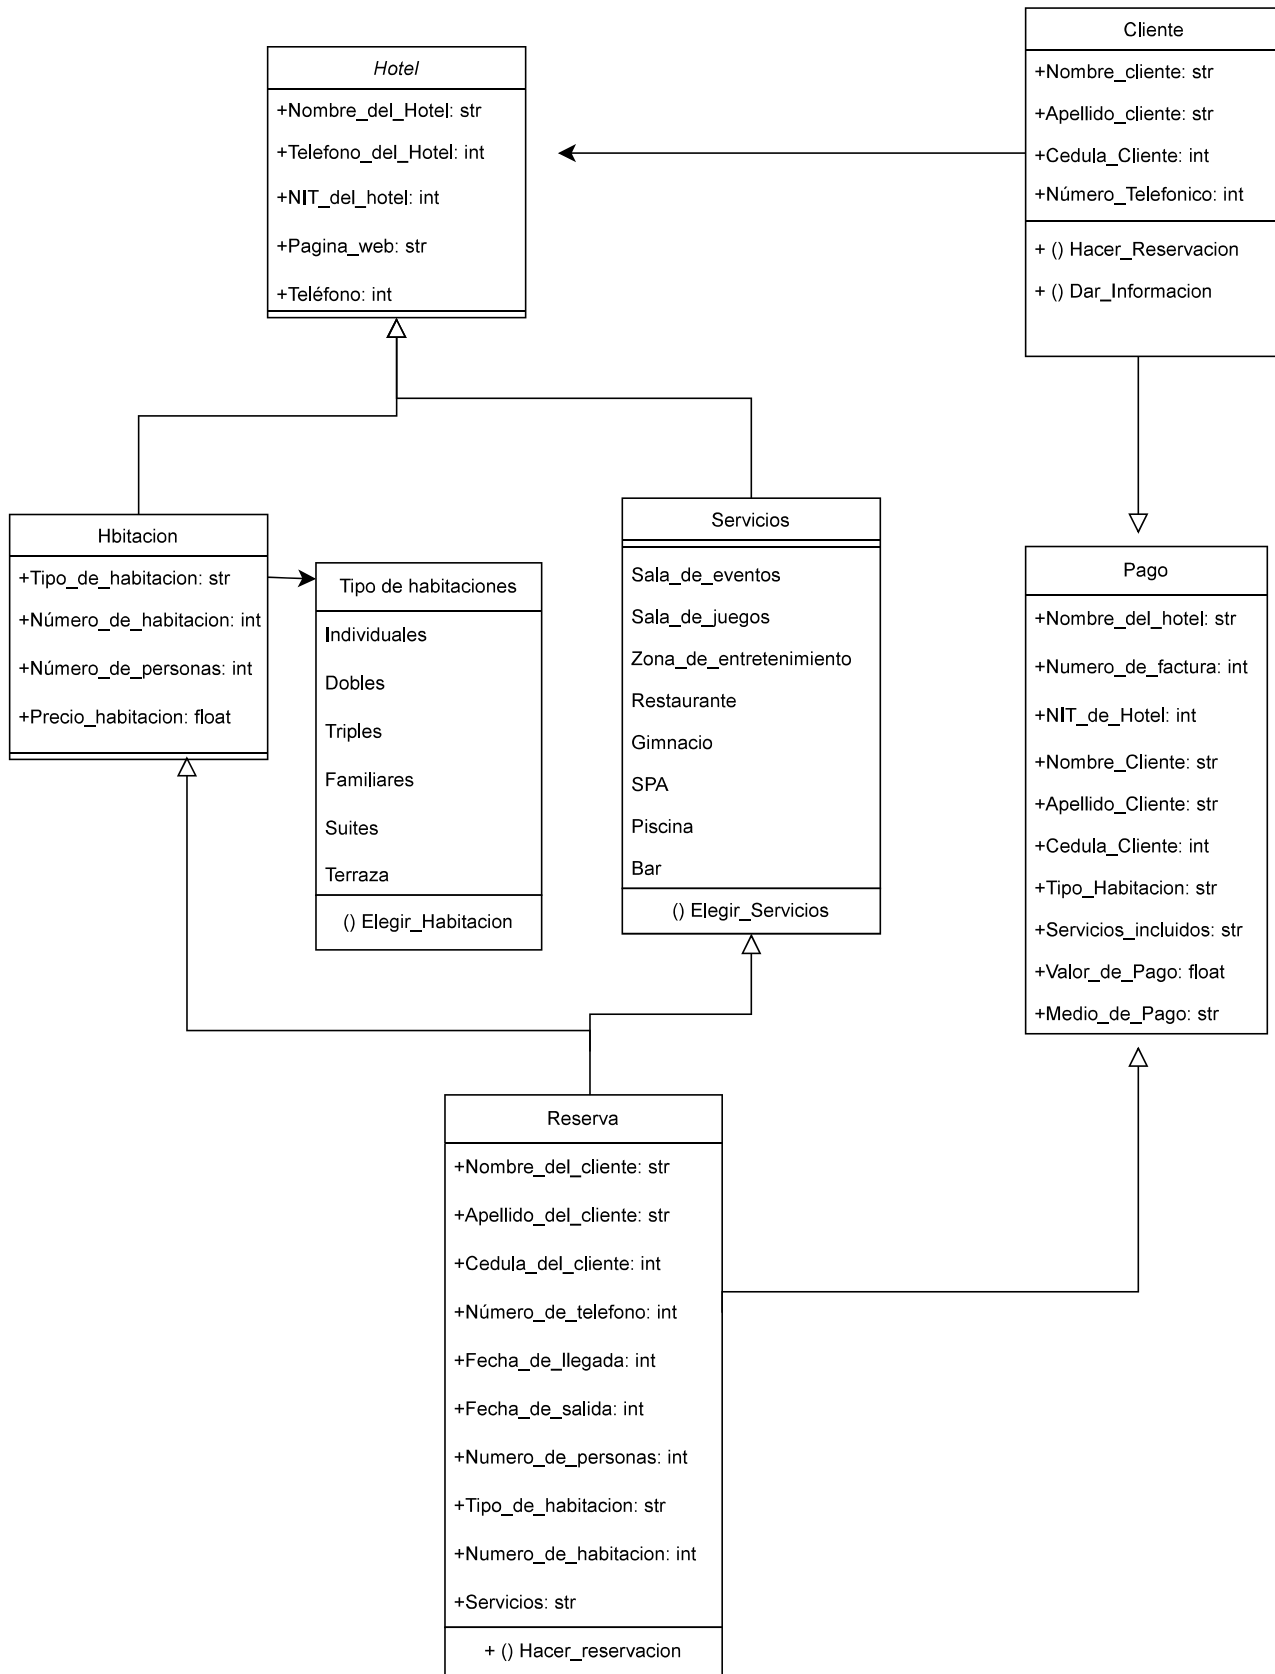 Hotel
+Nombre_del_Hotel: str
+Telefono_del_Hotel: int
+NIT_del_hotel: int
+Pagina_web: str
+Teléfono: int
Cliente
+Nombre_cliente: str
+Apellido_cliente: str
+Cedula_Cliente: int
+Número_Telefonico: int
+ () Hacer_Reservacion
+ () Dar_Informacion
Hbitacion
+Tipo_de_habitacion: str
+Número_de_habitacion: int
+Número_de_personas: int
+Precio_habitacion: float
Tipo de habitaciones
Individuales
Dobles
Triples
Familiares
Suites
Terraza
() Elegir_Habitacion
Servicios
Sala_de_eventos
Sala_de_juegos
Zona_de_entretenimiento
Restaurante
Gimnacio
SPA
Piscina
Bar
() Elegir_Servicios
Pago
+Nombre_del_hotel: str
+Numero_de_factura: int
+NIT_de_Hotel: int
+Nombre_Cliente: str
+Apellido_Cliente: str
+Cedula_Cliente: int
+Tipo_Habitacion: str
+Servicios_incluidos: str
+Valor_de_Pago: float
+Medio_de_Pago: str
Reserva
+Nombre_del_cliente: str
+Apellido_del_cliente: str
+Cedula_del_cliente: int
+Número_de_telefono: int
+Fecha_de_llegada: int
+Fecha_de_salida: int
+Numero_de_personas: int
+Tipo_de_habitacion: str
+Numero_de_habitacion: int
+Servicios: str
+ () Hacer_reservacion